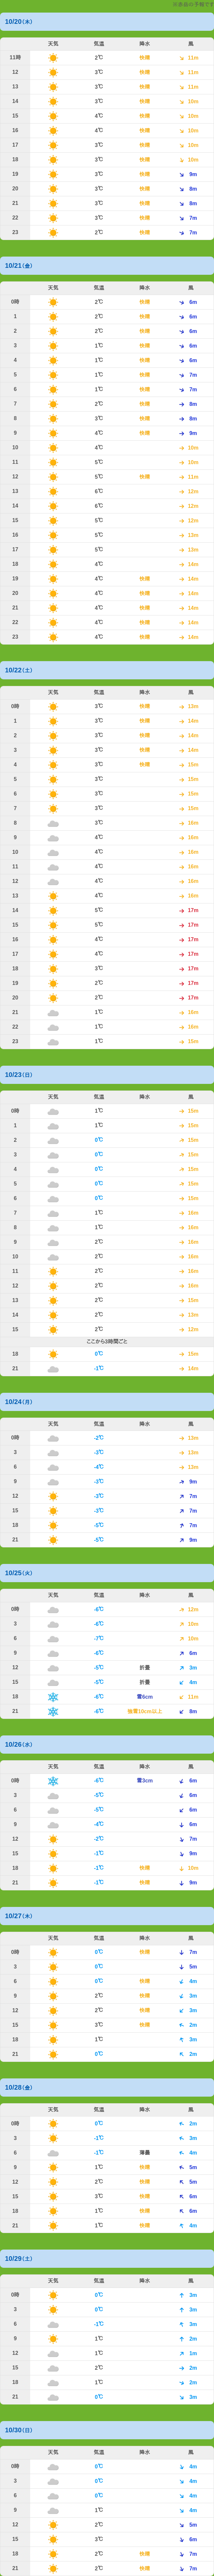 10/20(木)
天気 気温 降水 風
11時 2℃ 快晴 11m
12 3℃ 快晴 11m
13 3℃ 快晴 11m
14 3℃ 快晴 10m
15 4℃ 快晴 10m
16 4℃ 快晴 10m
17 3℃ 快晴 10m
18 3℃ 快晴 10m
19 3℃ 快晴 9m
20 3℃ 快晴 8m
21 3℃ 快晴 8m
22 3℃ 快晴 7m
23 2℃ 快晴 7m
10/21(金)
天気 気温 降水 風
0時 2℃ 快晴 6m
1 2℃ 快晴 6m
2 2℃ 快晴 6m
3 1℃ 快晴 6m
4 1℃ 快晴 6m
5 1℃ 快晴 7m
6 1℃ 快晴 7m
7 2℃ 快晴 8m
8 3℃ 快晴 8m
9 4℃ 快晴 9m
10 4℃ 10m
11 5℃ 10m
12 5℃ 快晴 11m
13 6℃ 12m
14 6℃ 12m
15 5℃ 12m
16 5℃ 13m
17 5℃ 13m
18 4℃ 14m
19 4℃ 快晴 14m
20 4℃ 快晴 14m
21 4℃ 快晴 14m
22 4℃ 快晴 14m
23 4℃ 快晴 14m
10/22(土)
天気 気温 降水 風
0時 3℃ 快晴 13m
1 3℃ 快晴 14m
2 3℃ 快晴 14m
3 3℃ 快晴 14m
4 3℃ 快晴 15m
5 3℃ 15m
6 3℃ 15m
7 3℃ 15m
8 3℃ 16m
9 4℃ 16m
10 4℃ 16m
11 4℃ 16m
12 4℃ 16m
13 4℃ 16m
14 5℃ 17m
15 5℃ 17m
16 4℃ 17m
17 4℃ 17m
18 3℃ 17m
19 2℃ 17m
20 2℃ 17m
21 1℃ 16m
22 1℃ 16m
23 1℃ 15m
10/23(日)
天気 気温 降水 風
0時 1℃ 15m
1 1℃ 15m
2 0℃ 15m
3 0℃ 15m
4 0℃ 15m
5 0℃ 15m
6 0℃ 15m
7 1℃ 16m
8 1℃ 16m
9 2℃ 16m
10 2℃ 16m
11 2℃ 16m
12 2℃ 15m
13 2℃ 14m
14 2℃ 13m
15 2℃ 12m
ここから3時間ごと
18 0℃ 15m
21 -1℃ 14m
10/24(月)
天気 気温 降水 風
0時 -2℃ 13m
3 -3℃ 13m
6 -4℃ 13m
9 -3℃ 9m
12 -3℃ 7m
15 -3℃ 7m
18 -5℃ 7m
21 -5℃ 9m
10/25(火)
天気 気温 降水 風
0時 -6℃ 12m
3 -6℃ 10m
6 -7℃ 10m
9 -6℃ 6m
12 -5℃ 折曇 3m
15 -5℃ 折曇 4m
18 -6℃ 雪6cm 11m
21 -6℃ 強雪10cm以上 8m
10/26(水)
天気 気温 降水 風
0時 -6℃ 雪3cm 6m
3 -5℃ 6m
6 -5℃ 6m
9 -4℃ 6m
12 -2℃ 7m
15 -1℃ 9m
18 -1℃ 快晴 10m
21 -1℃ 快晴 9m
10/27(木)
天気 気温 降水 風
0時 0℃ 快晴 7m
3 0℃ 5m
6 0℃ 快晴 4m
9 2℃ 快晴 3m
12 2℃ 快晴 3m
15 3℃ 快晴 2m
18 1℃ 3m
21 0℃ 2m
10/28(金)
天気 気温 降水 風
0時 0℃ 2m
3 -1℃ 3m
6 -1℃ 薄曇 4m
9 1℃ 快晴 5m
12 2℃ 快晴 5m
15 3℃ 快晴 6m
18 1℃ 快晴 6m
21 1℃ 快晴 4m
10/29(土)
天気 気温 降水 風
0時 0℃ 3m
3 0℃ 3m
6 -1℃ 3m
9 1℃ 2m
12 1℃ 1m
15 2℃ 2m
18 1℃ 2m
21 0℃ 3m
10/30(日)
天気 気温 降水 風
0時 0℃ 4m
3 0℃ 4m
6 0℃ 4m
9 1℃ 4m
12 2℃ 5m
15 3℃ 6m
18 2℃ 快晴 7m
21 2℃ 快晴 7m